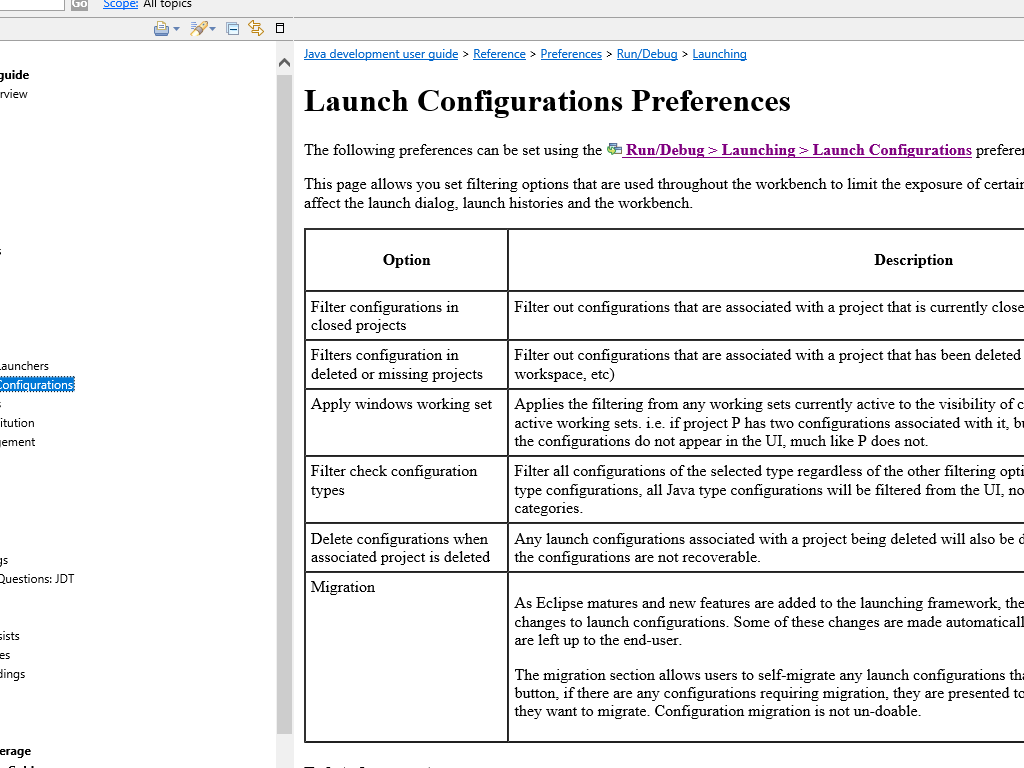 Go Scope: All topics
guide
rview
s
Launchers
Configurations
s
itution
gement
gs
Questions: JDT
sists
es
dings
erage
Java development user guide > Reference > Preferences > Run/Debug > Launching
Launch Configurations Preferences
The following preferences can be set using the Run/Debug > Launching > Launch Configurations preferen
This page allows you set filtering options that are used throughout the workbench to limit the exposure of certain
affect the launch dialog, launch histories and the workbench.
Option Description
Filter configurations in
closed projects
Filter out configurations that are associated with a project that is currently close
Filters configuration in
deleted or missing projects
Filter out configurations that are associated with a project that has been deleted
workspace, etc)
Apply windows working set
Applies the filtering from any working sets currently active to the visibility of c
active working sets. i.e. if project P has two configurations associated with it, bu
the configurations do not appear in the UI, much like P does not.
Filter check configuration
types
Filter all configurations of the selected type regardless of the other filtering opti
type configurations, all Java type configurations will be filtered from the UI, no
categories.
Delete configurations when
associated project is deleted
Any launch configurations associated with a project being deleted will also be d
the configurations are not recoverable.
Migration
As Eclipse matures and new features are added to the launching framework, the
changes to launch configurations. Some of these changes are made automaticall
are left up to the end-user.
The migration section allows users to self-migrate any launch configurations tha
button, if there are any configurations requiring migration, they are presented to
they want to migrate. Configuration migration is not un-doable.